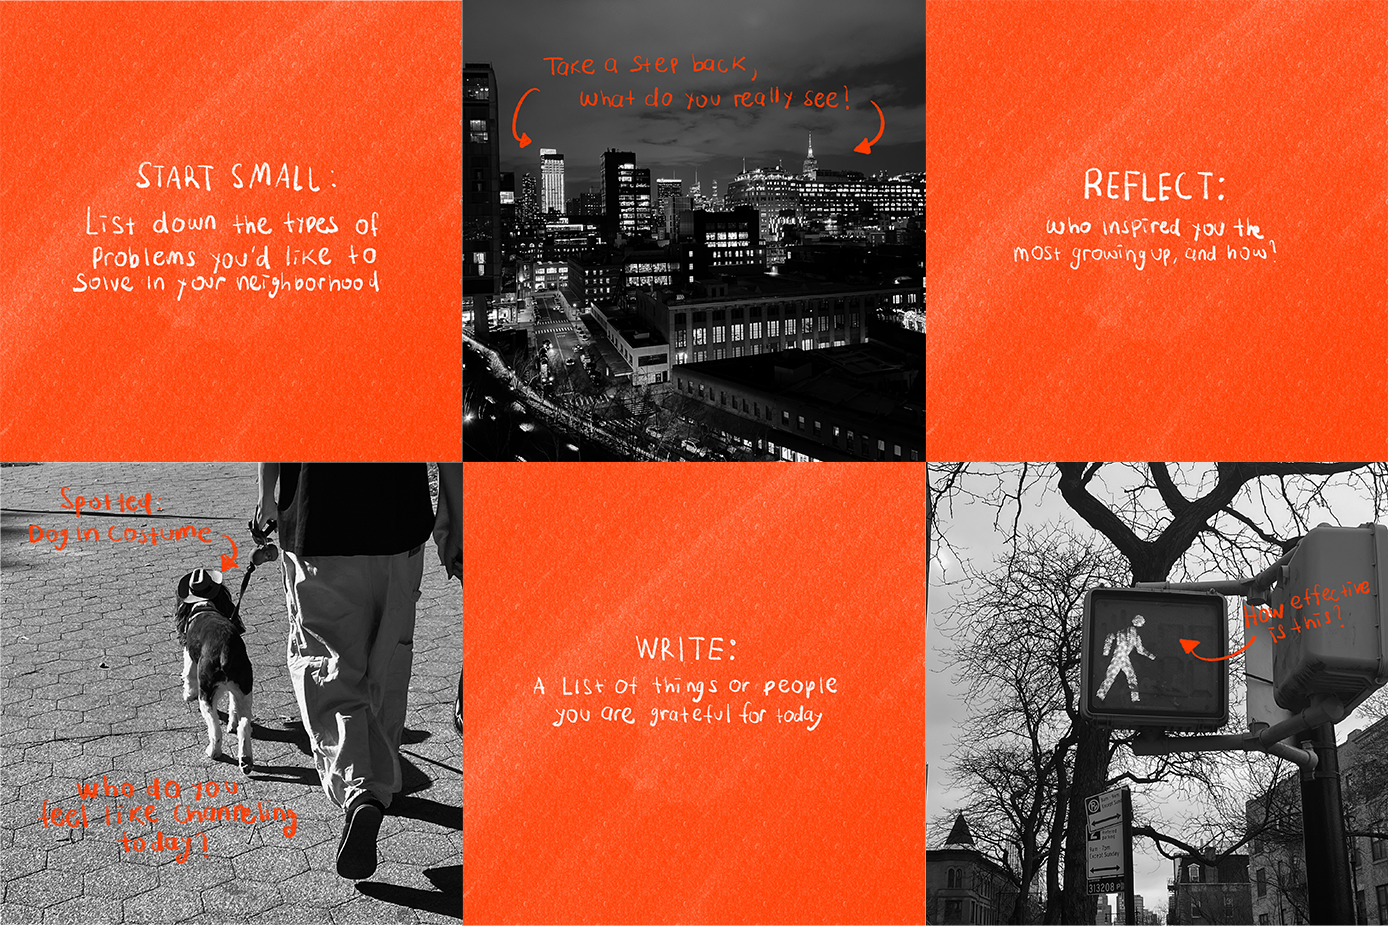 START SMALL:
List down the types of
Problems you'd like to
Solve in your neighborhood
Take a step back,
what do you really see?
REFLECT:
who inspired you the
most growing up, and how?
Spotted:
Dog in costume
who do you
feel like channeling
today?
WRITE:
A List of things or people
you are grateful for today
How effective
is this?
Except Sunday
313208